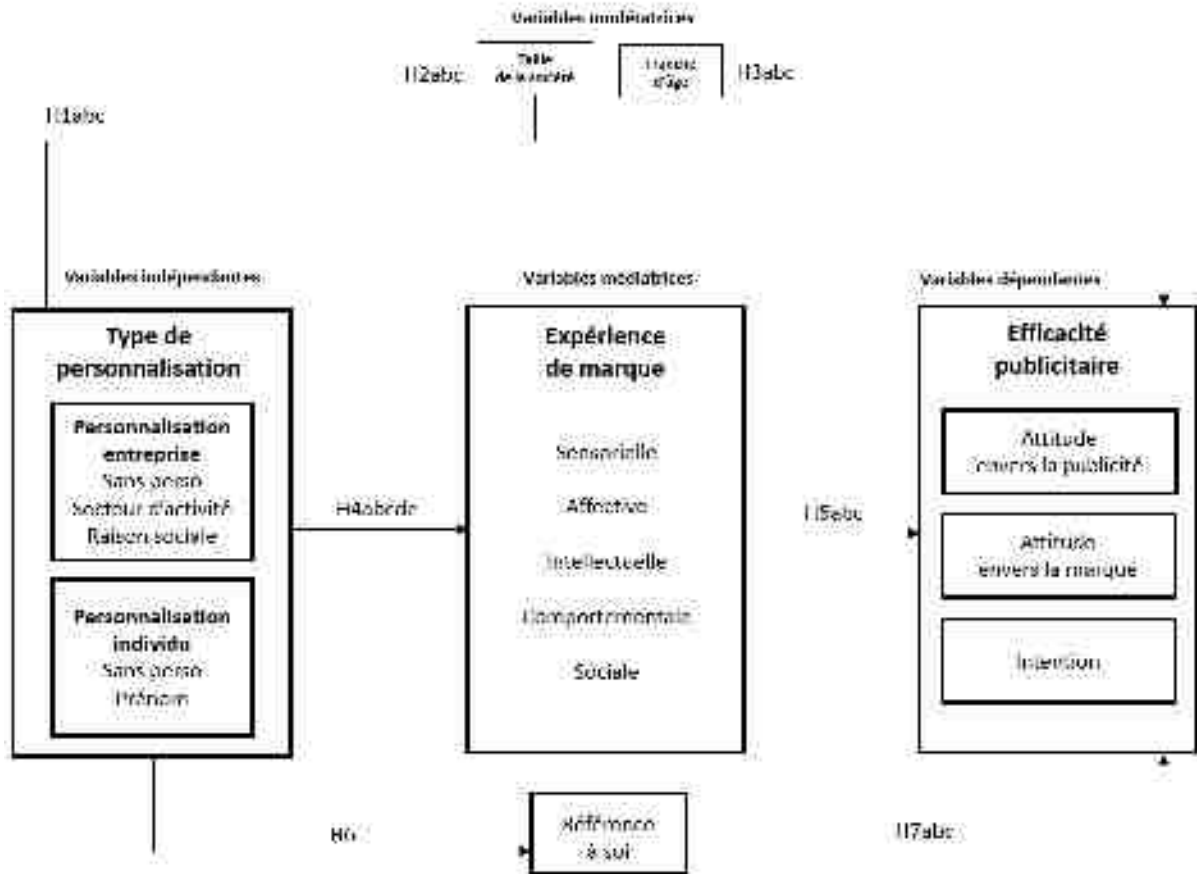 Variables modératrices
H2abc
Taille
de la société
d'âge
H3abc
H1abc
Variables indépendantes
Variables médiatrices
Variables dépendantes
Type de
personnalisation
Personnalisation
entreprise
Sans perso
Secteur d'activité
Raison sociale
Personnalisation
individu
Sans perso
Prénom
H4abcde
Expérience
de marque
Sensorielle
Affective
Intellectuelle
Comportementale
Sociale
H5abc
Efficacité
publicitaire
Attitude
envers la publicité
Attitude
envers la marque
Intention
H6
Référence
à soi
H7abc